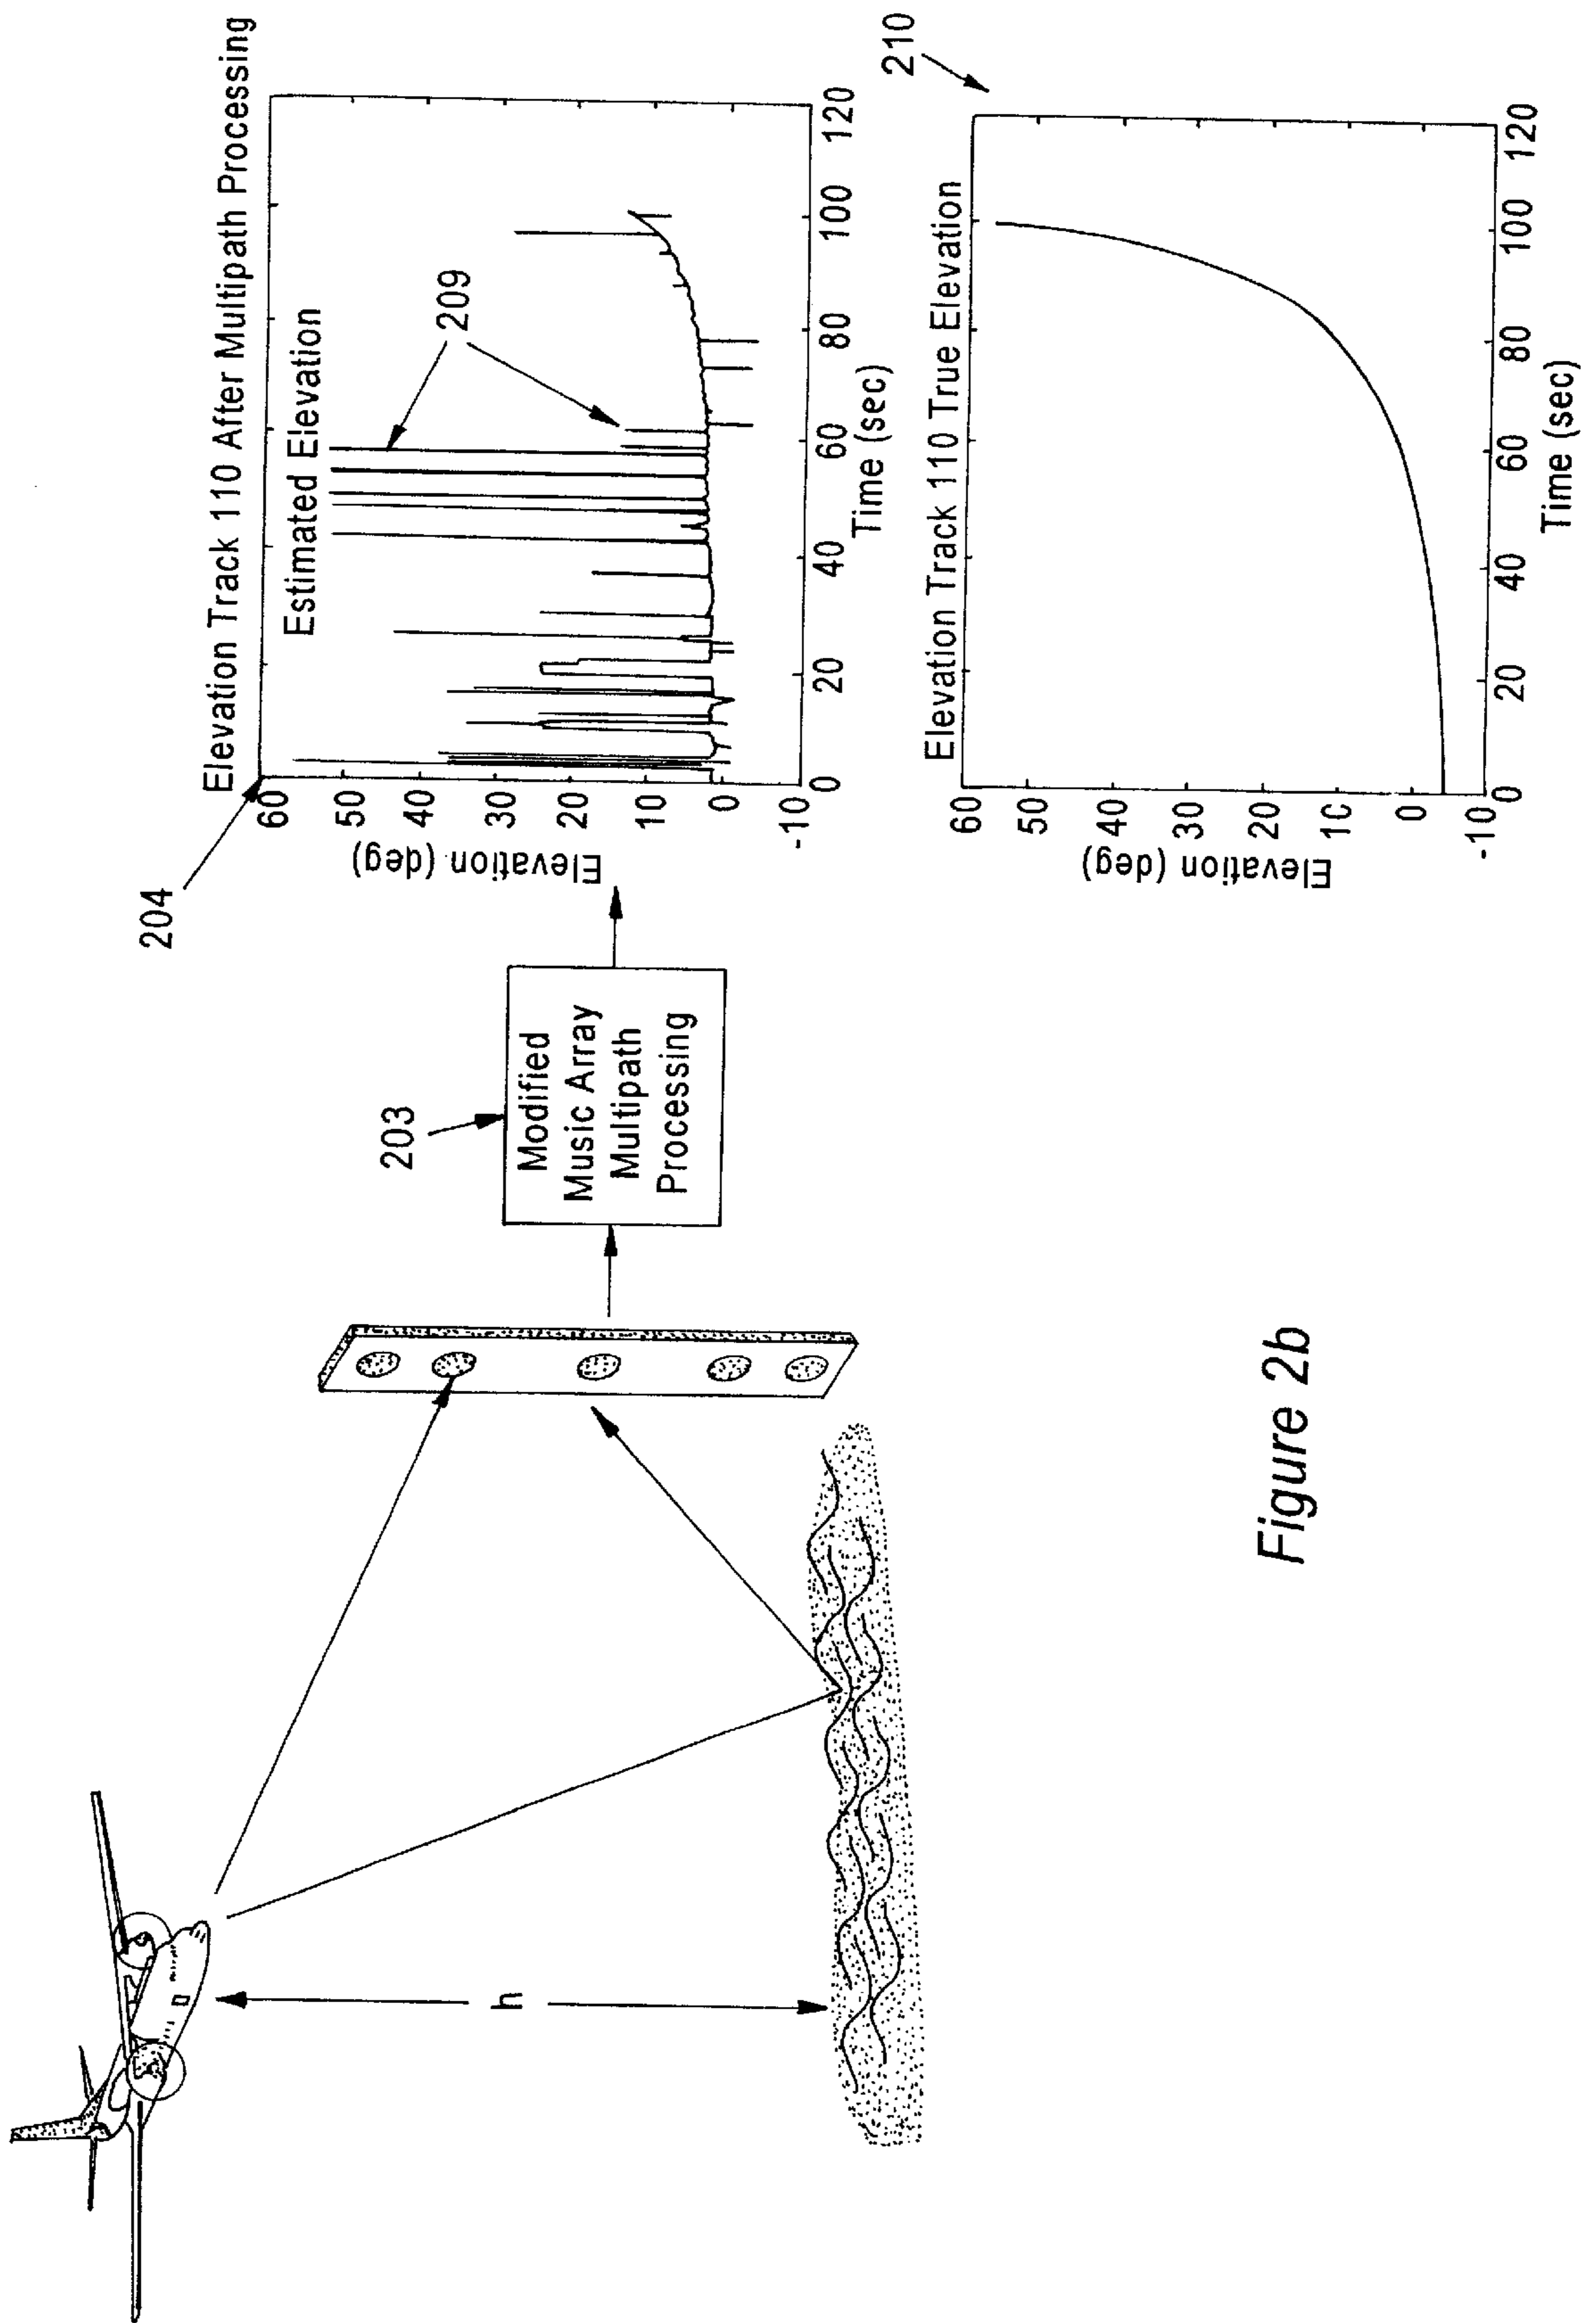 204
Elevation Track 110 After Multipath Processing
Estimated Elevation
209
60
50
40
30
20
10
0
-10
Elevation (deg)
0
20
40
60
80
100
120
Time (sec)
203
Modified
Music Array
Multipath
Processing
h
210
Elevation Track 110 True Elevation
60
50
40
30
20
10
0
-10
Elevation (deg)
0
20
40
60
80
100
120
Time (sec)
Figure 2b